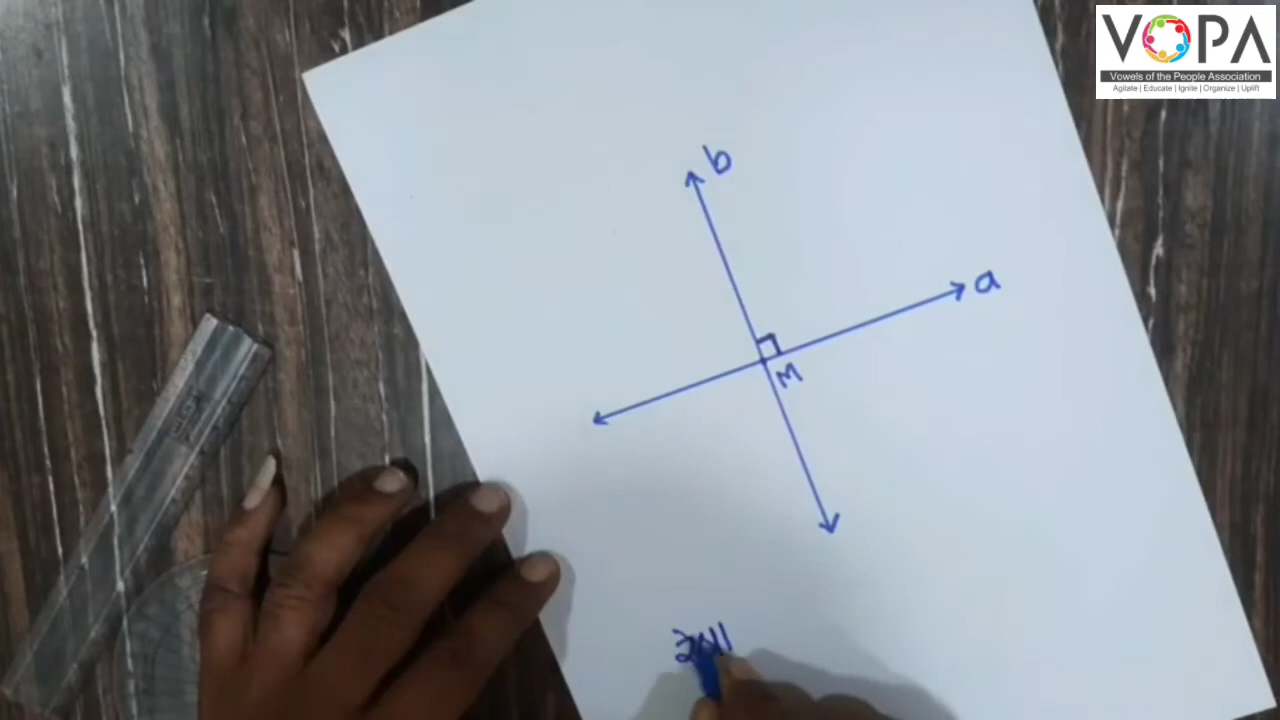 VOPA
Vowels of the People Association
Agitate | Educate | Ignite | Organize | Uplift
b
a
M